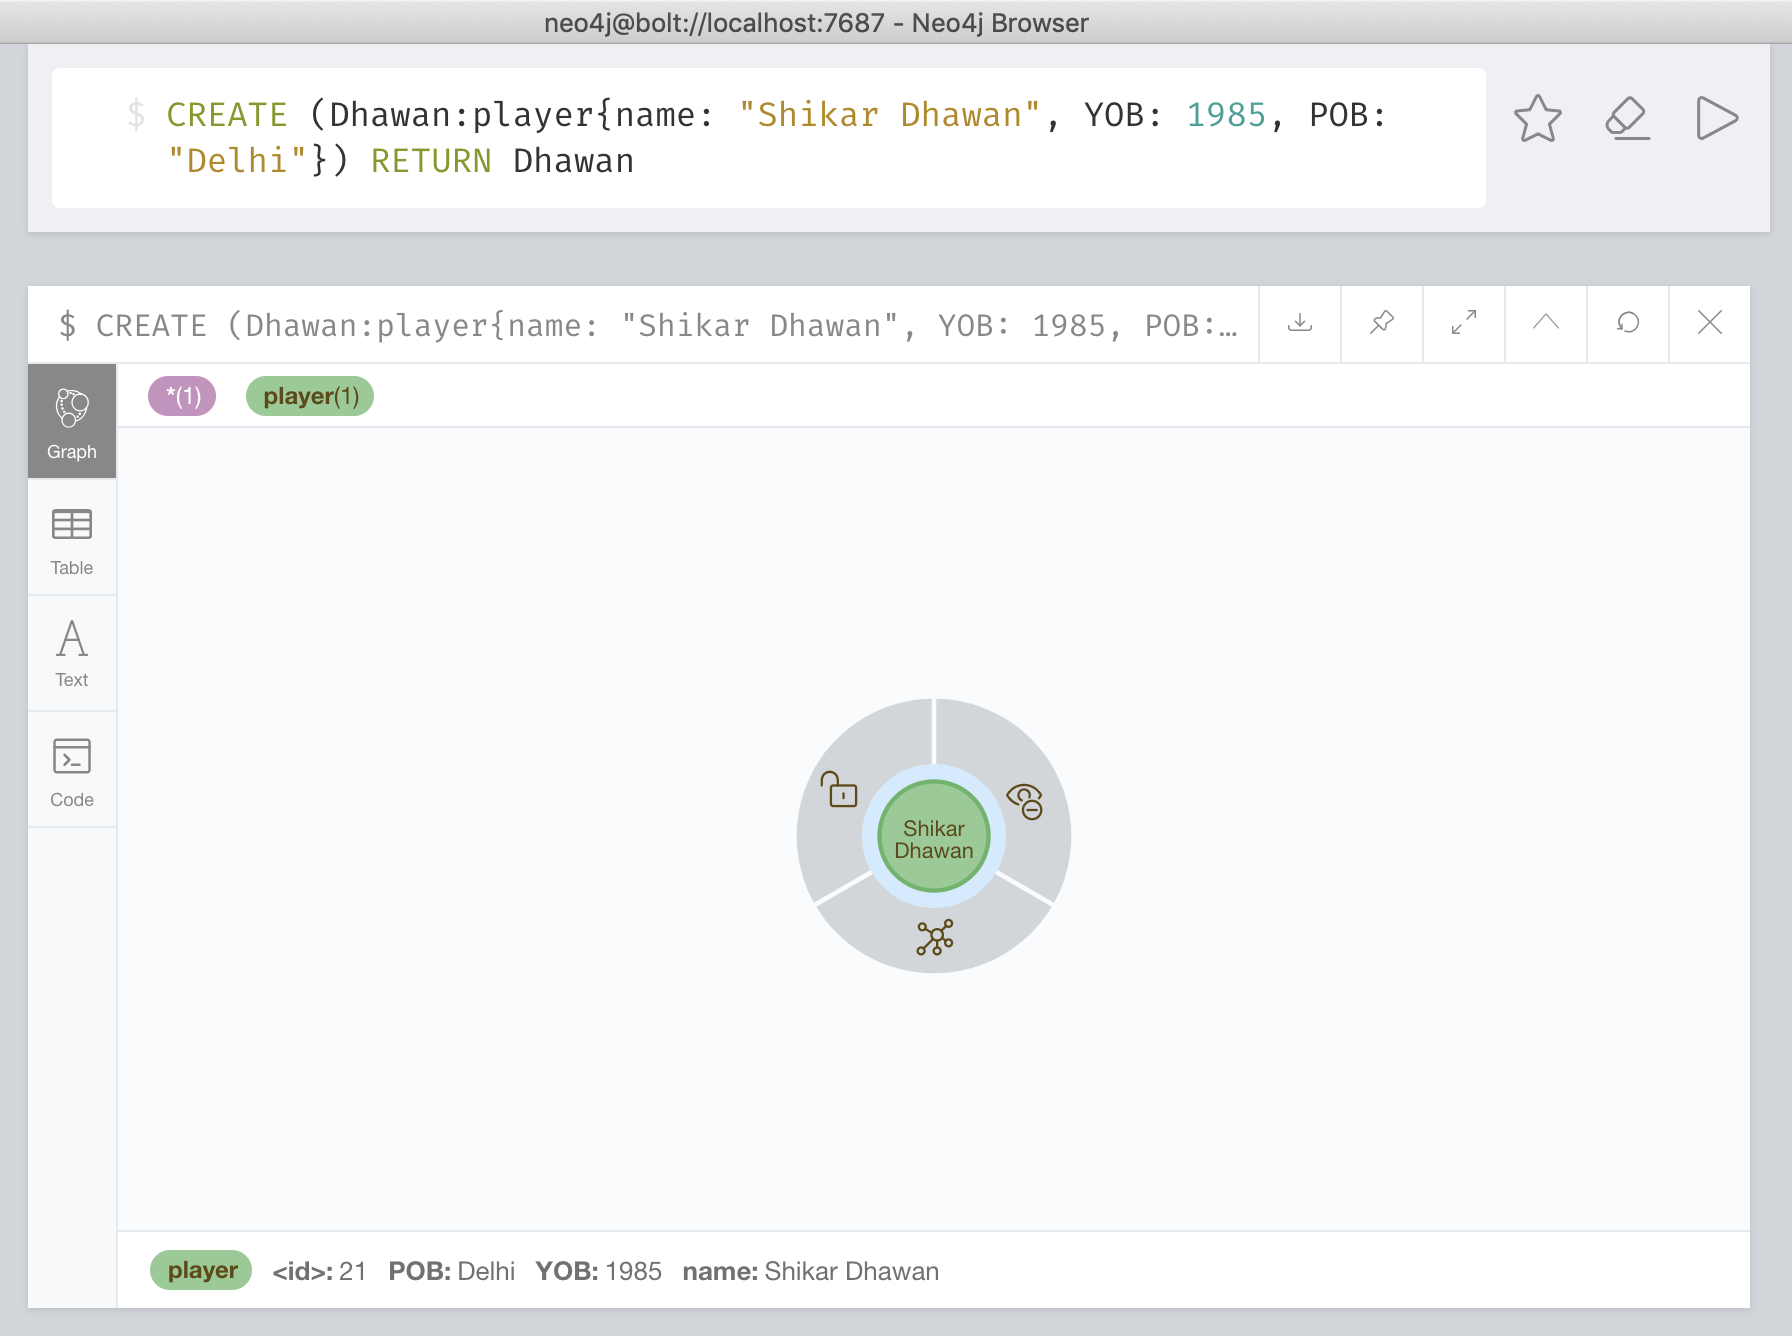 neo4j@bolt://localhost:7687 - Neo4j Browser
$ CREATE (Dhawan:player{name: "Shikar Dhawan", YOB: 1985, POB:
"Delhi"}) RETURN Dhawan
$ CREATE (Dhawan:player{name: "Shikar Dhawan", YOB: 1985, POB:…
*(1) player(1)
Graph
Table
Text
Code
Shikar
Dhawan
player <id>: 21 POB: Delhi YOB: 1985 name: Shikar Dhawan